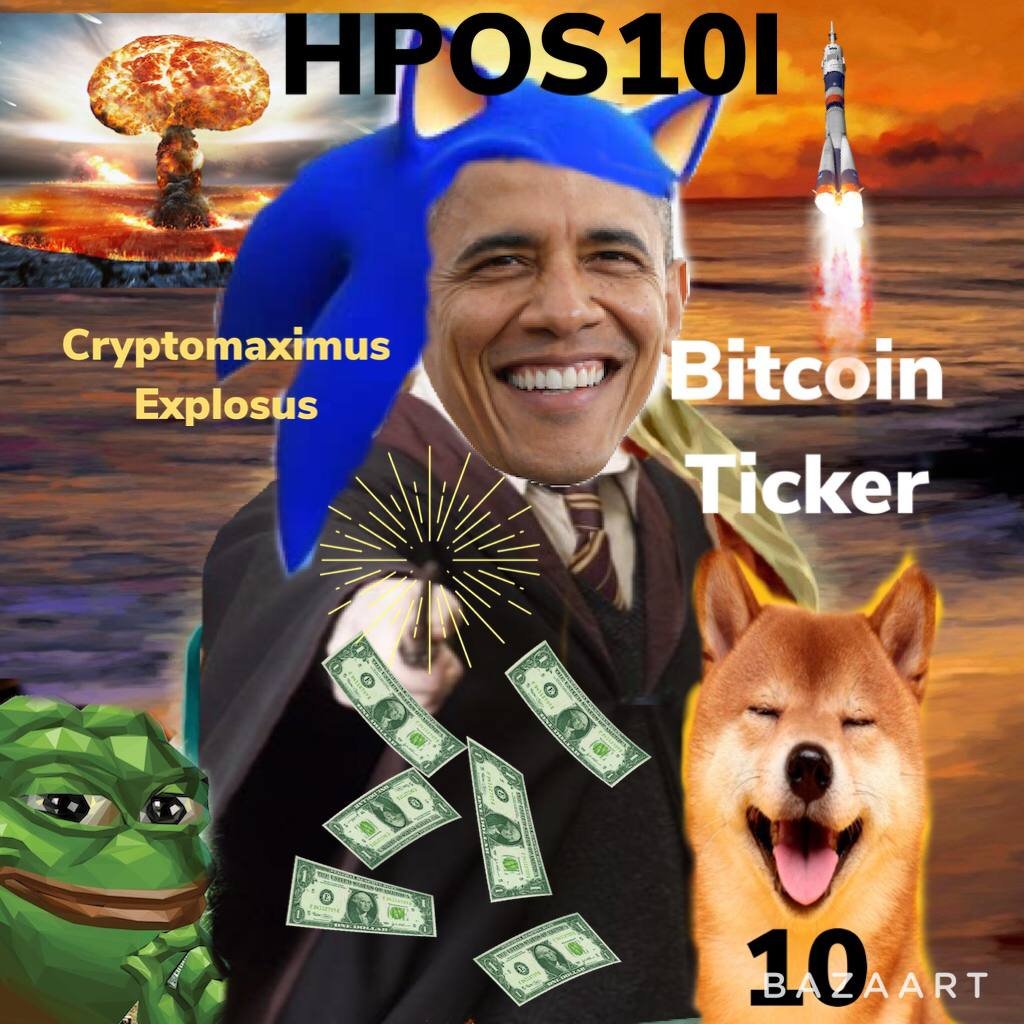 HPOS10I
Cryptomaximus
Explosus
Bitcoin
Ticker
10
BAZAART